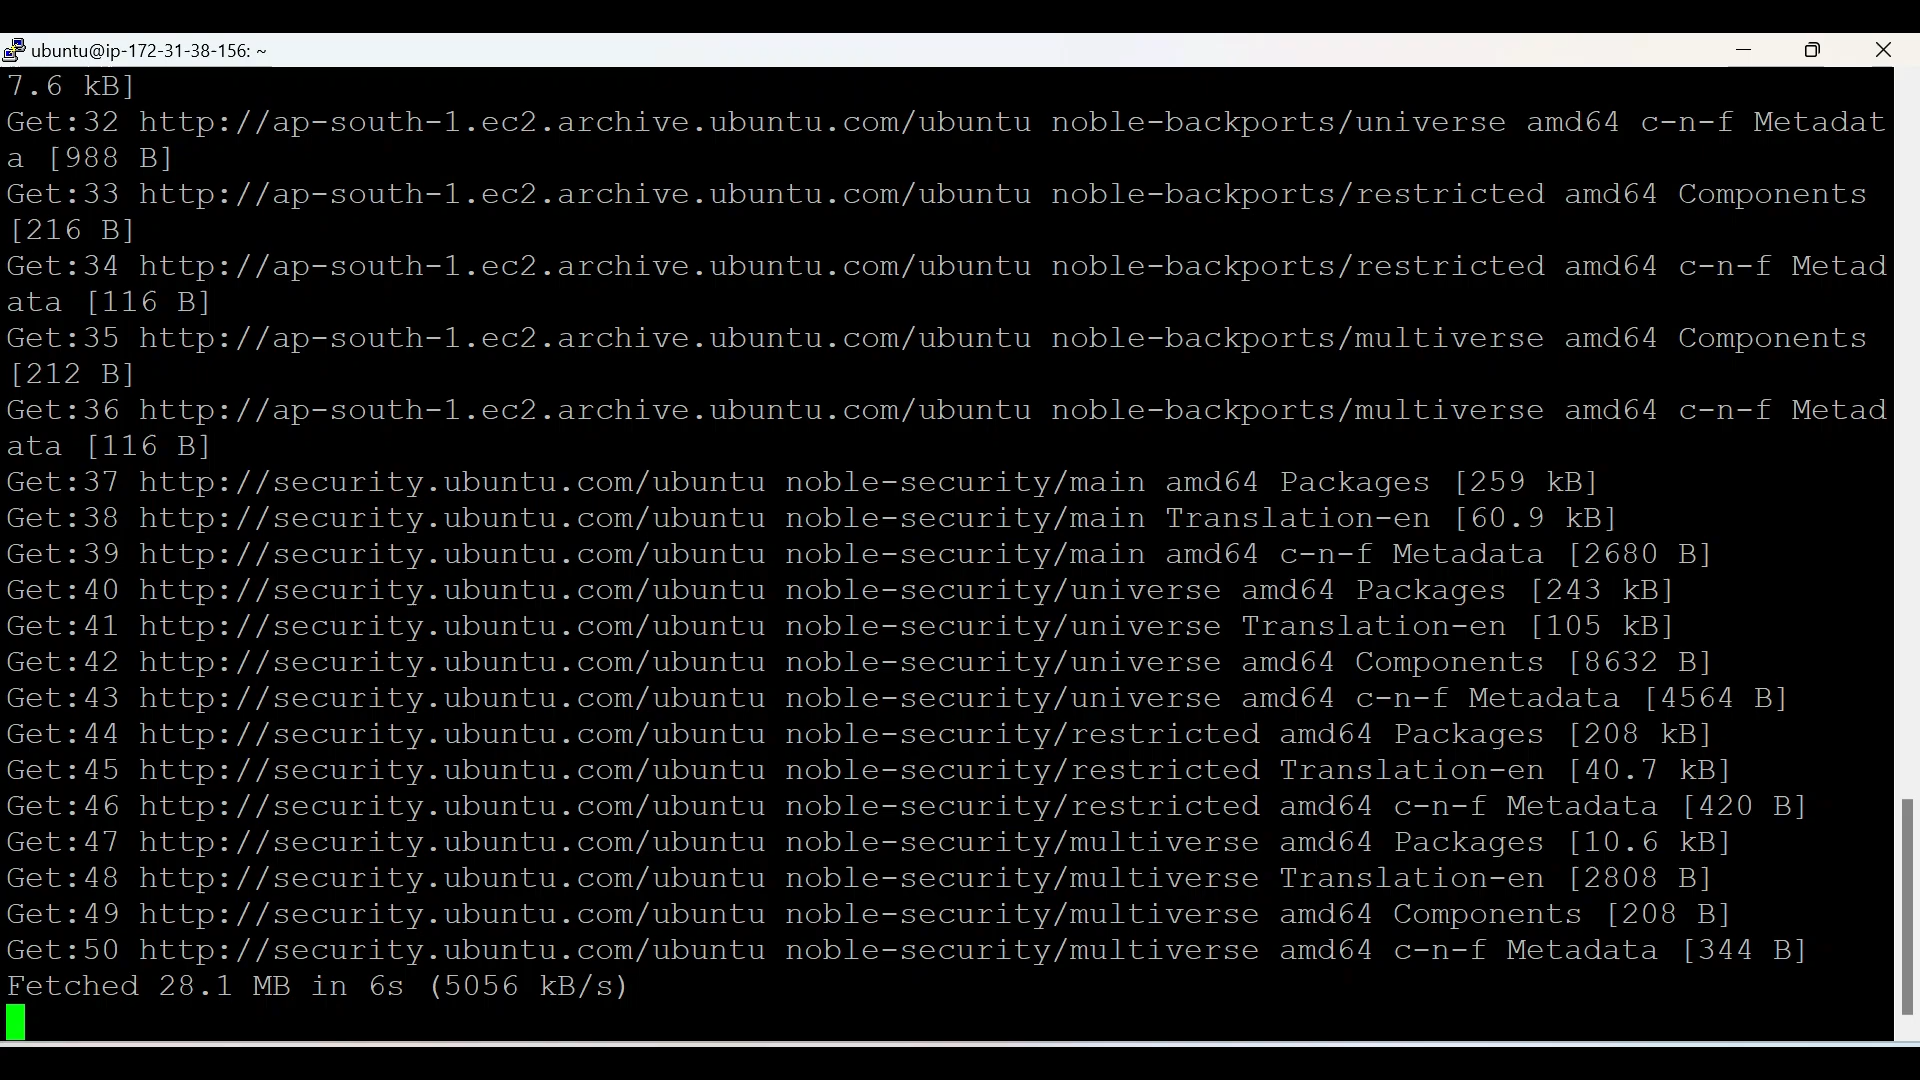 ubuntu@ip-172-31-38-156: ~
7.6 kB]
Get:32 http://ap-south-1.ec2.archive.ubuntu.com/ubuntu noble-backports/universe amd64 c-n-f Metadat
a [988 B]
Get:33 http://ap-south-1.ec2.archive.ubuntu.com/ubuntu noble-backports/restricted amd64 Components
[216 B]
Get:34 http://ap-south-1.ec2.archive.ubuntu.com/ubuntu noble-backports/restricted amd64 c-n-f Metad
ata [116 B]
Get:35 http://ap-south-1.ec2.archive.ubuntu.com/ubuntu noble-backports/multiverse amd64 Components
[212 B]
Get:36 http://ap-south-1.ec2.archive.ubuntu.com/ubuntu noble-backports/multiverse amd64 c-n-f Metad
ata [116 B]
Get:37 http://security.ubuntu.com/ubuntu noble-security/main amd64 Packages [259 kB]
Get:38 http://security.ubuntu.com/ubuntu noble-security/main Translation-en [60.9 kB]
Get:39 http://security.ubuntu.com/ubuntu noble-security/main amd64 c-n-f Metadata [2680 B]
Get:40 http://security.ubuntu.com/ubuntu noble-security/universe amd64 Packages [243 kB]
Get:41 http://security.ubuntu.com/ubuntu noble-security/universe Translation-en [105 kB]
Get:42 http://security.ubuntu.com/ubuntu noble-security/universe amd64 Components [8632 B]
Get:43 http://security.ubuntu.com/ubuntu noble-security/universe amd64 c-n-f Metadata [4564 B]
Get:44 http://security.ubuntu.com/ubuntu noble-security/restricted amd64 Packages [208 kB]
Get:45 http://security.ubuntu.com/ubuntu noble-security/restricted Translation-en [40.7 kB]
Get:46 http://security.ubuntu.com/ubuntu noble-security/restricted amd64 c-n-f Metadata [420 B]
Get:47 http://security.ubuntu.com/ubuntu noble-security/multiverse amd64 Packages [10.6 kB]
Get:48 http://security.ubuntu.com/ubuntu noble-security/multiverse Translation-en [2808 B]
Get:49 http://security.ubuntu.com/ubuntu noble-security/multiverse amd64 Components [208 B]
Get:50 http://security.ubuntu.com/ubuntu noble-security/multiverse amd64 c-n-f Metadata [344 B]
Fetched 28.1 MB in 6s (5056 kB/s)